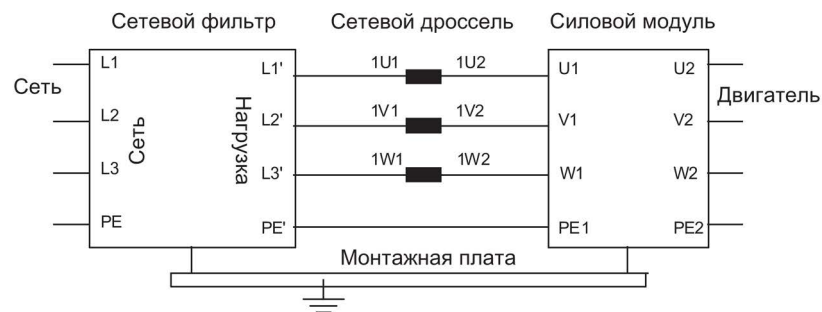 Сетевой фильтр Сетевой дроссель Силовой модуль
Сеть
L1 L1' 1U1 1U2 U1 U2
Двигатель
L2 L2' 1V1 1V2 V1 V2
Сеть
Нагрузка
L3 L3' 1W1 1W2 W1 W2
PE PE' PE1 PE2
Монтажная плата